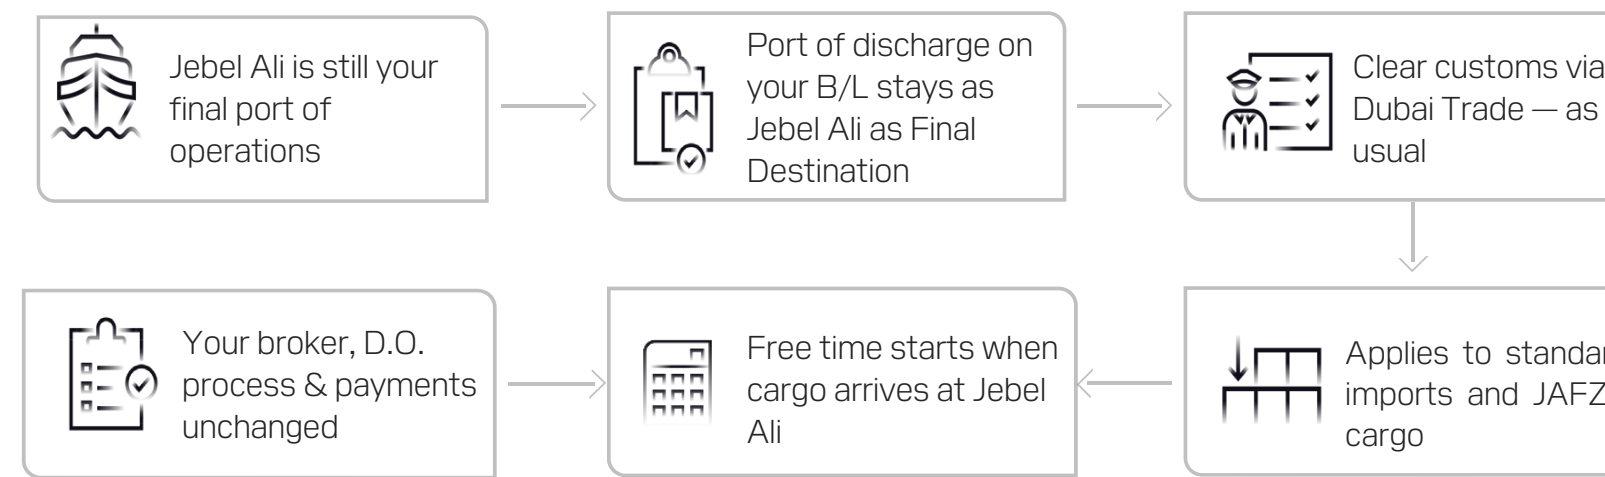 Jebel Ali is still your
final port of
operations
Port of discharge on
your B/L stays as
Jebel Ali as Final
Destination
Clear customs via
Dubai Trade — as
usual
Your broker, D.O.
process & payments
unchanged
Free time starts when
cargo arrives at Jebel
Ali
Applies to
imports and
cargo